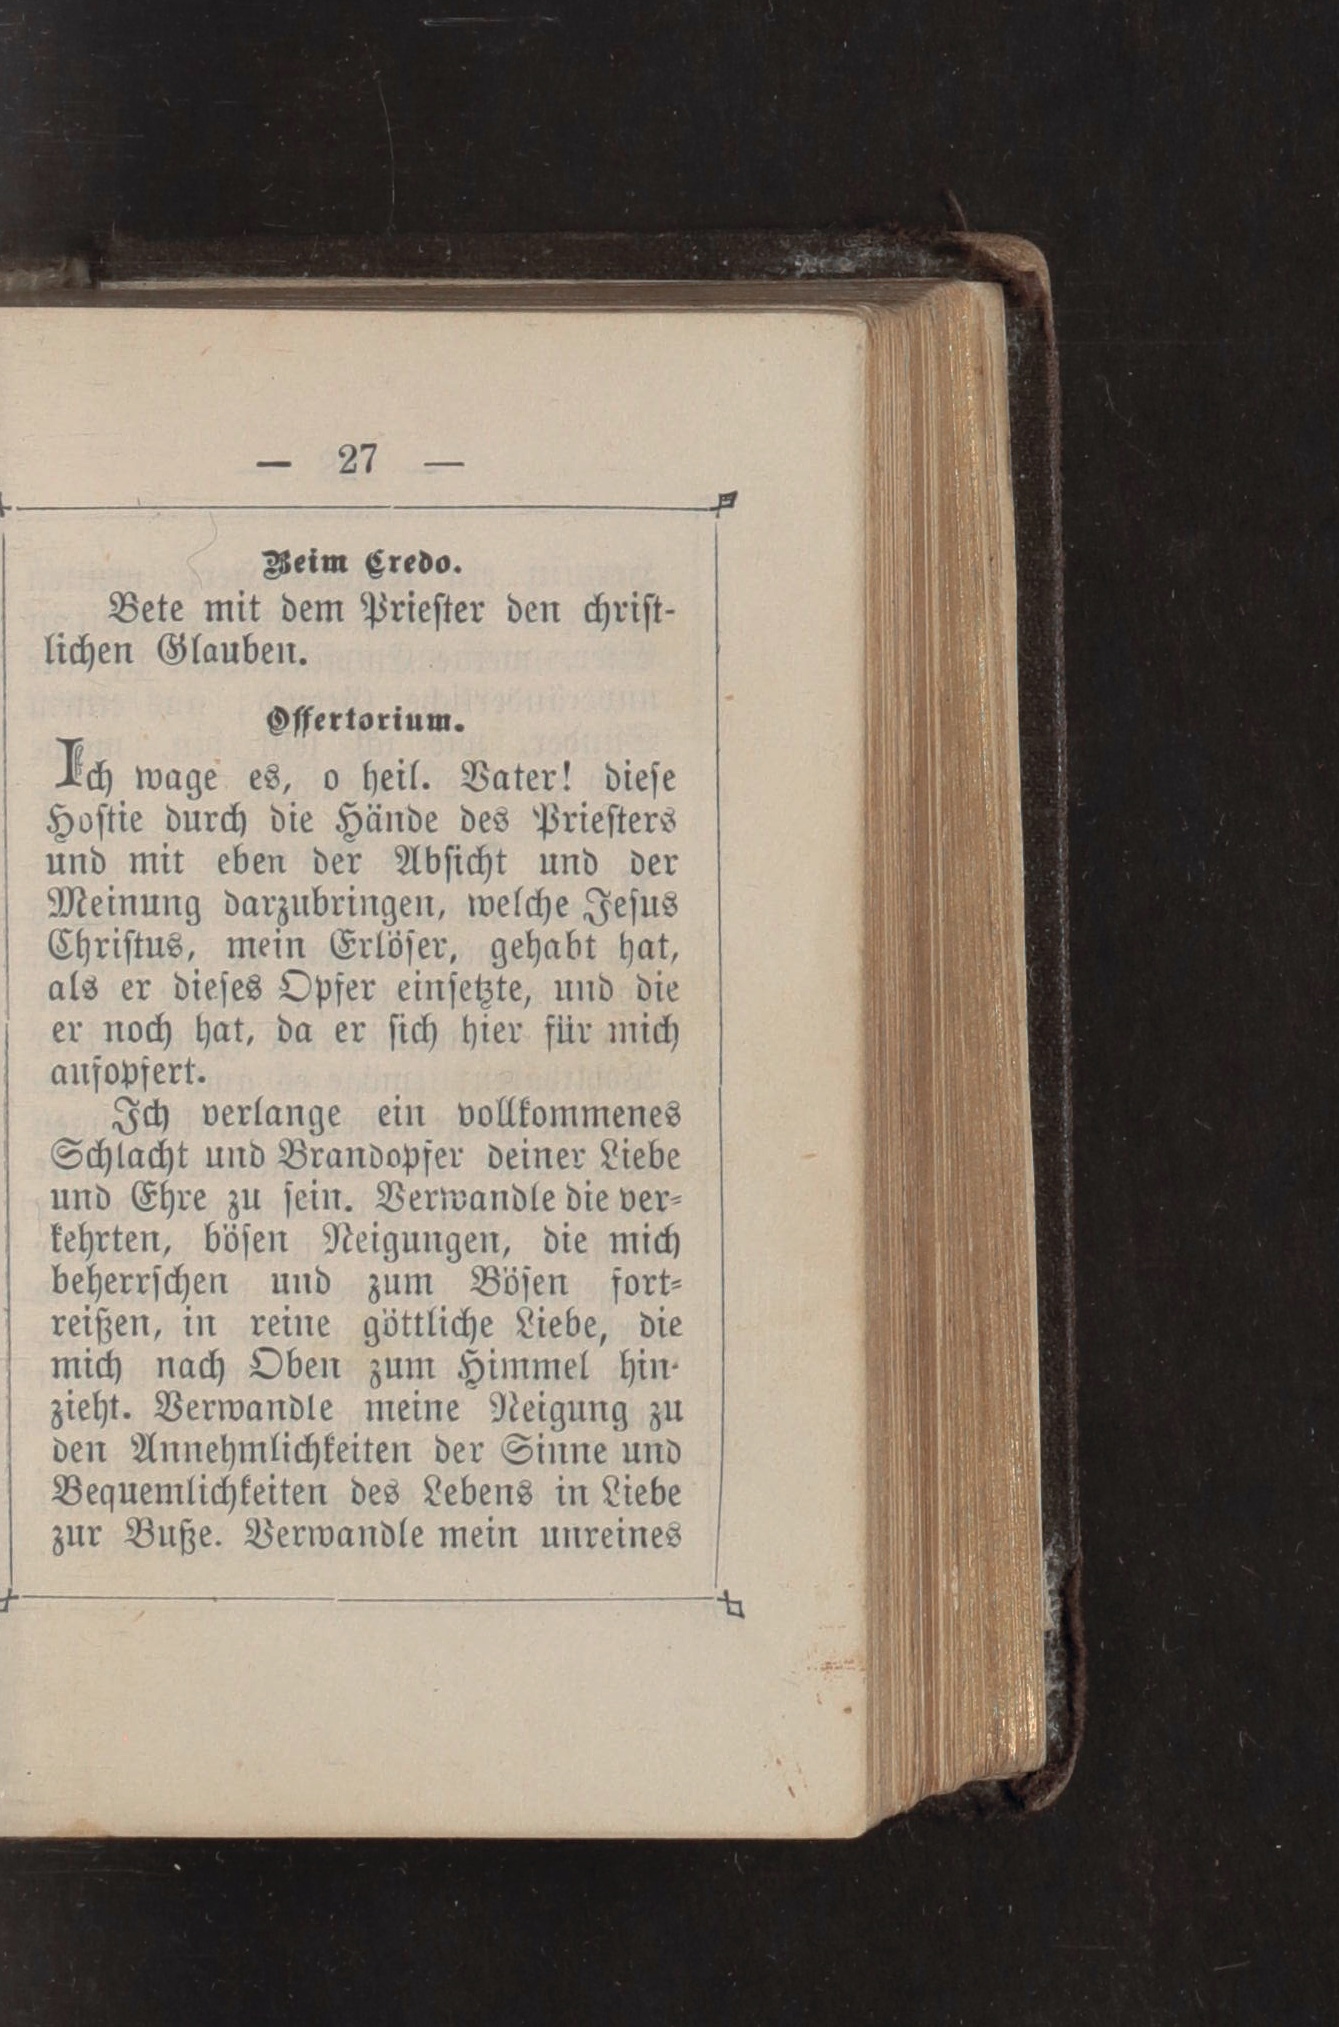 — 27 —
Beim Credo.
Bete mit dem Priester den christ-
lichen Glauben.
Offertorium.
Ich wage es, o heil. Vater! diese
Hostie durch die Hände des Priesters
und mit eben der Absicht und der
Meinung darzubringen, welche Jesus
Christus, mein Erlöser, gehabt hat,
als er dieses Opfer einsetzte, und die
er noch hat, da er sich hier für mich
aufopfert.
Ich verlange ein vollkommenes
Schlacht und Brandopfer deiner Liebe
und Ehre zu sein. Verwandle die ver-
kehrten, bösen Neigungen, die mich
beherrschen und zum Bösen fort-
reißen, in reine göttliche Liebe, die
mich nach Oben zum Himmel hin-
zieht. Verwandle meine Neigung zu
den Annehmlichkeiten der Sinne und
Bequemlichkeiten des Lebens in Liebe
zur Buße. Verwandle mein unreines